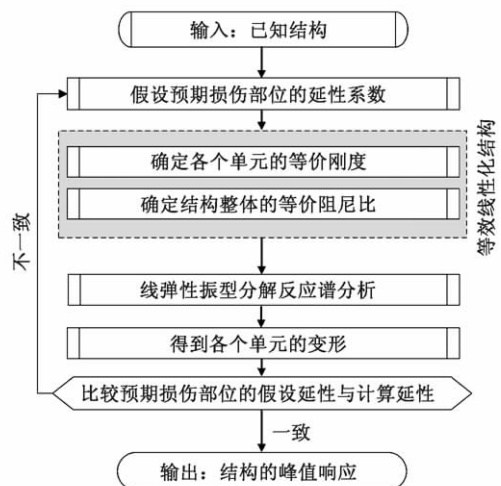 输入：已知结构
假设预期损伤部位的延性系数
确定各个单元的等价刚度
确定结构整体的等价阻尼比
等效线性化结构
不一致
线弹性振型分解反应谱分析
得到各个单元的变形
比较预期损伤部位的假设延性与计算延性
一致
输出：结构的峰值响应